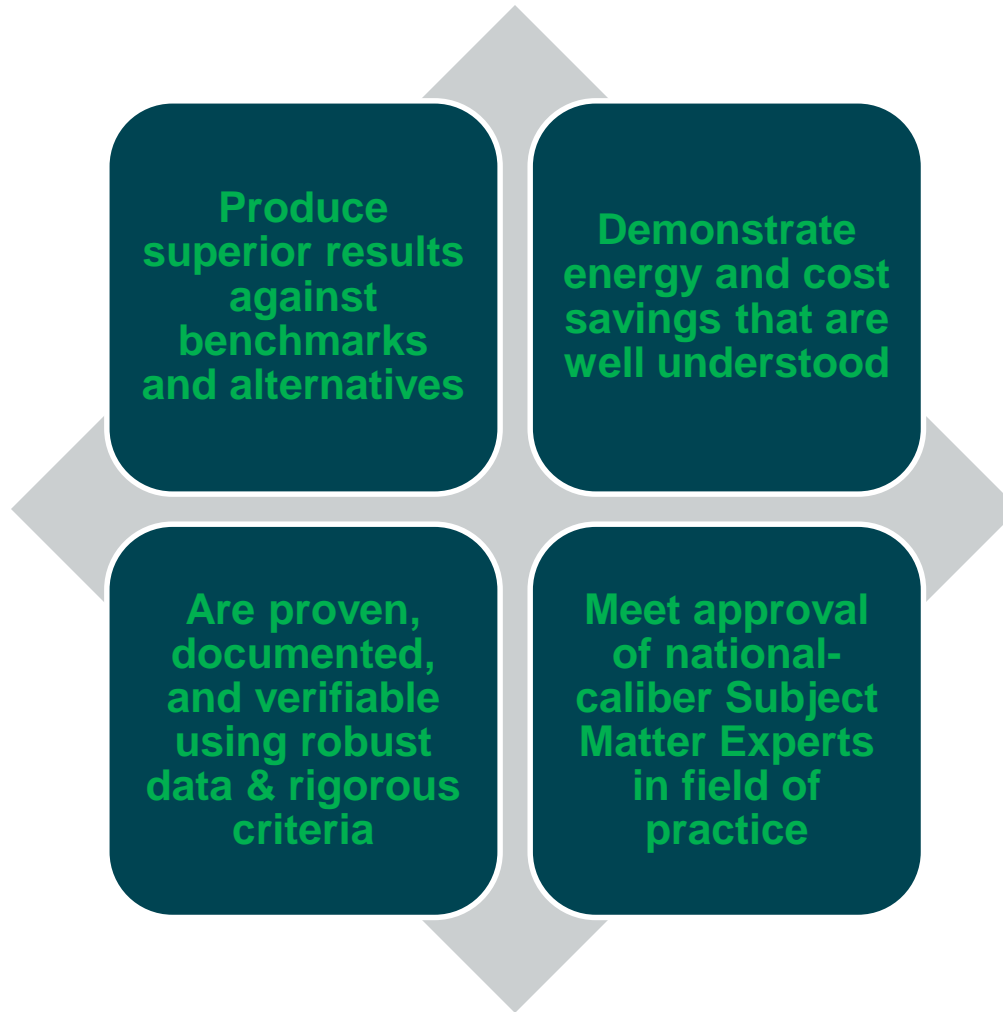 Produce
superior results
against
benchmarks
and alternatives
Demonstrate
energy and cost
savings that are
well understood
Are proven,
documented,
and verifiable
using robust
data & rigorous
criteria
Meet approval
of national-
caliber Subject
Matter Experts
in field of
practice